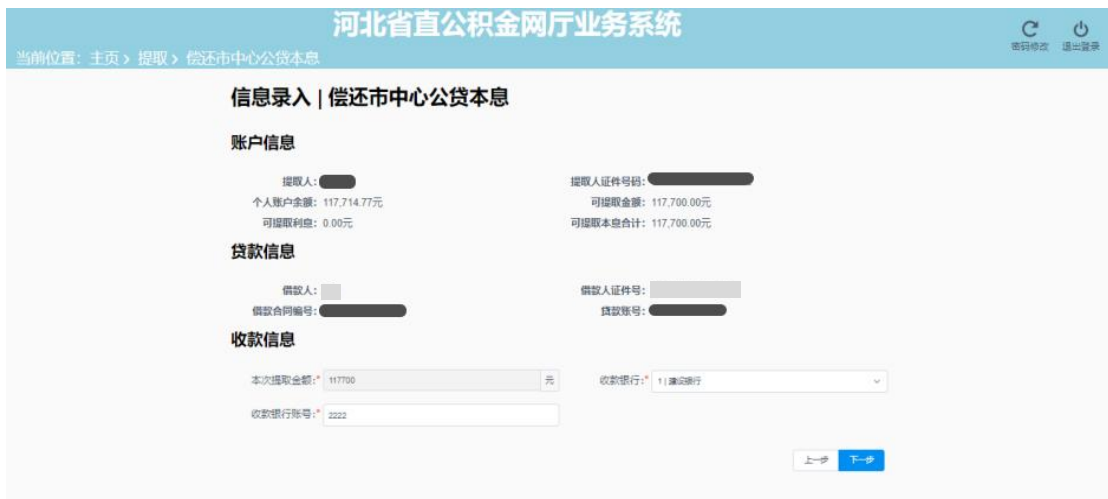 河北省直公积金网厅业务系统
密码修改 退出登录
当前位置：主页 > 提取 > 偿还市中心公贷本息
信息录入 | 偿还市中心公贷本息
账户信息
提取人： 提取人证件号码：
个人账户余额：117,714.77元 可提取金额：117,700.00元
可提取利息：0.00元 可提取本息合计：117,700.00元
贷款信息
借款人： 借款人证件号：
借款合同编号： 贷款账号：
收款信息
本次提取金额：* 117700 元 收款银行：* 1 | 建设银行
收款银行账号：* 2222
上一步 下一步